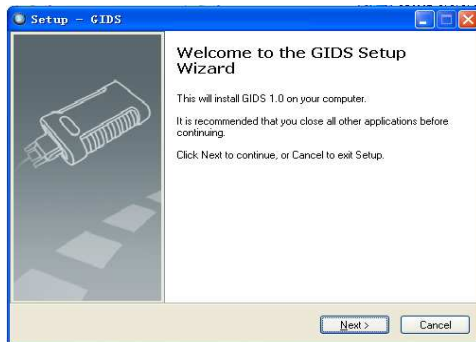 Setup - GIDS
Welcome to the GIDS Setup
Wizard
This will install GIDS 1.0 on your computer.
It is recommended that you close all other applications before
continuing.
Click Next to continue, or Cancel to exit Setup.
Next >
Cancel